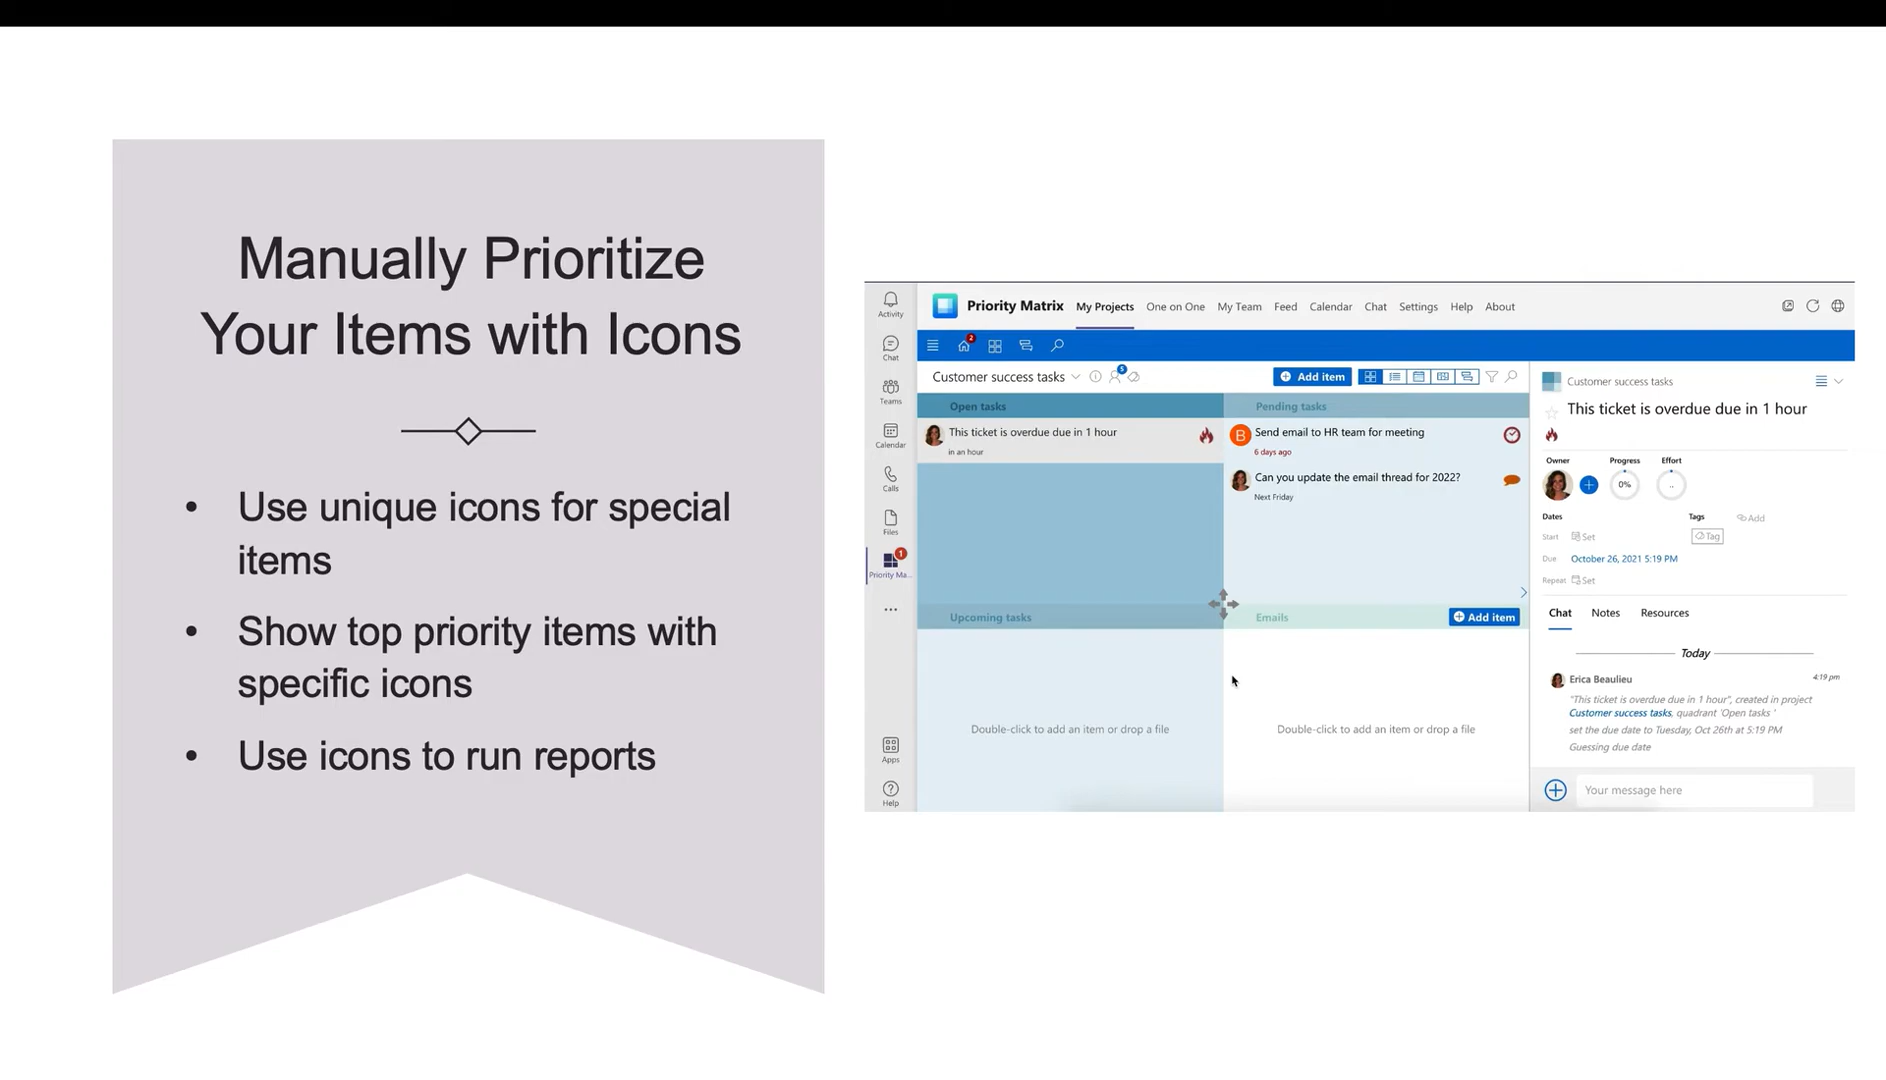 Manually Prioritize
Your Items with Icons
• Use unique icons for special
items
• Show top priority items with
specific icons
• Use icons to run reports
Activity
Chat
Teams
Calendar
Calls
Files
1
Priority Ma...
Apps
Help
Priority Matrix My Projects One on One My Team Feed Calendar Chat Settings Help About
2
Customer success tasks
5
Add item
Open tasks
This ticket is overdue due in 1 hour
in an hour
Pending tasks
B Send email to HR team for meeting
6 days ago
Can you update the email thread for 2022?
Next Friday
Upcoming tasks
Double-click to add an item or drop a file
Emails
Add item
Double-click to add an item or drop a file
Customer success tasks
This ticket is overdue due in 1 hour
Owner Progress Effort
0% ..
Dates Tags Add
Start Set Tag
Due October 26, 2021 5:19 PM
Repeat Set
Chat Notes Resources
Today
Erica Beaulieu 4:19 pm
"This ticket is overdue due in 1 hour", created in project
Customer success tasks, quadrant 'Open tasks '
set the due date to Tuesday, Oct 26th at 5:19 PM
Guessing due date
Your message here